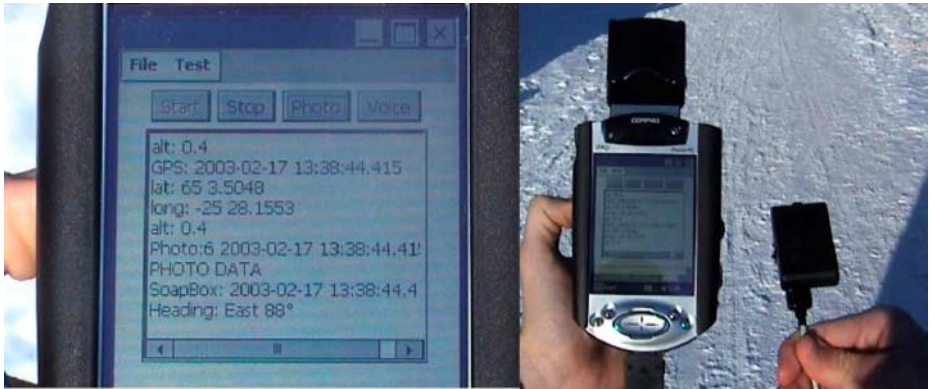 File Test
Start Stop Photo Voice
alt: 0.4
GPS: 2003-02-17 13:38:44.415
lat: 65 3.5048
long: -25 28.1553
alt: 0.4
Photo:6 2003-02-17 13:38:44.41
PHOTO DATA
SoapBox: 2003-02-17 13:38:44.4
Heading: East 88°
COMPAQ